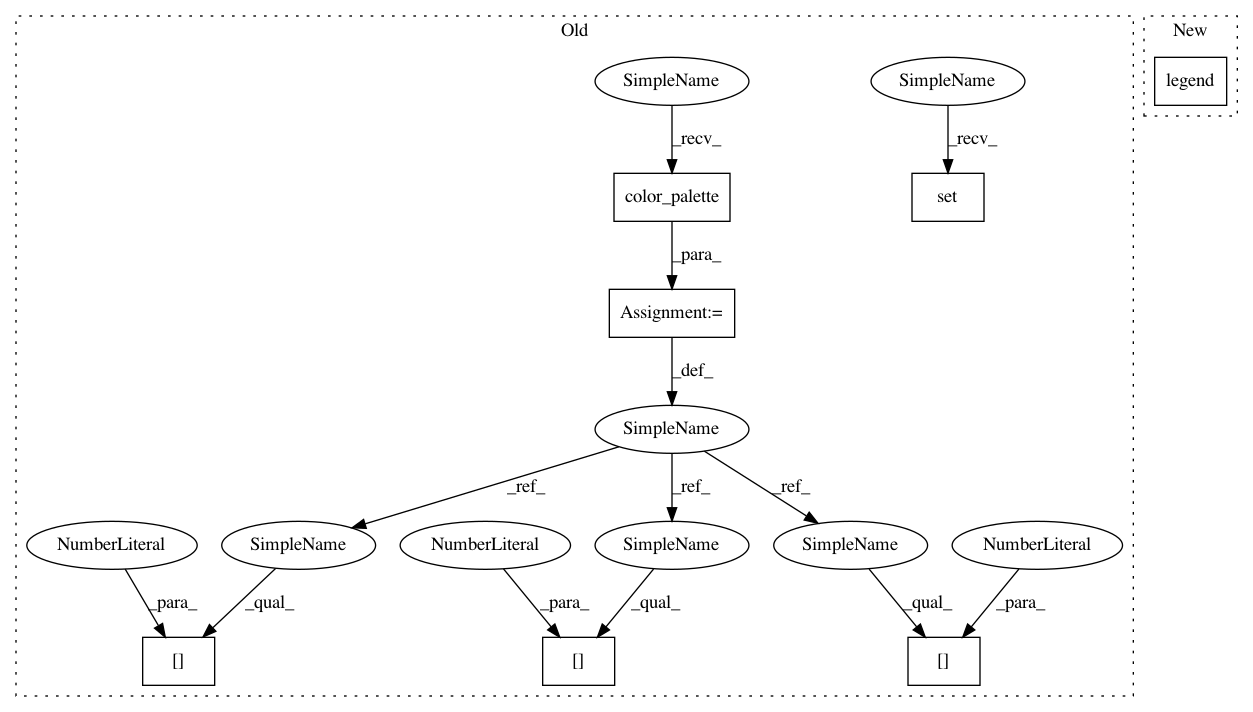 Old
New
SimpleName
SimpleName
legend
_recv_
_recv_
color_palette
set
_para_
Assignment:=
_def_
SimpleName
_ref_
_ref_
_ref_
NumberLiteral
SimpleName
NumberLiteral
SimpleName
SimpleName
NumberLiteral
_para_
_qual_
_para_
_qual_
_qual_
_para_
[]
[]
[]